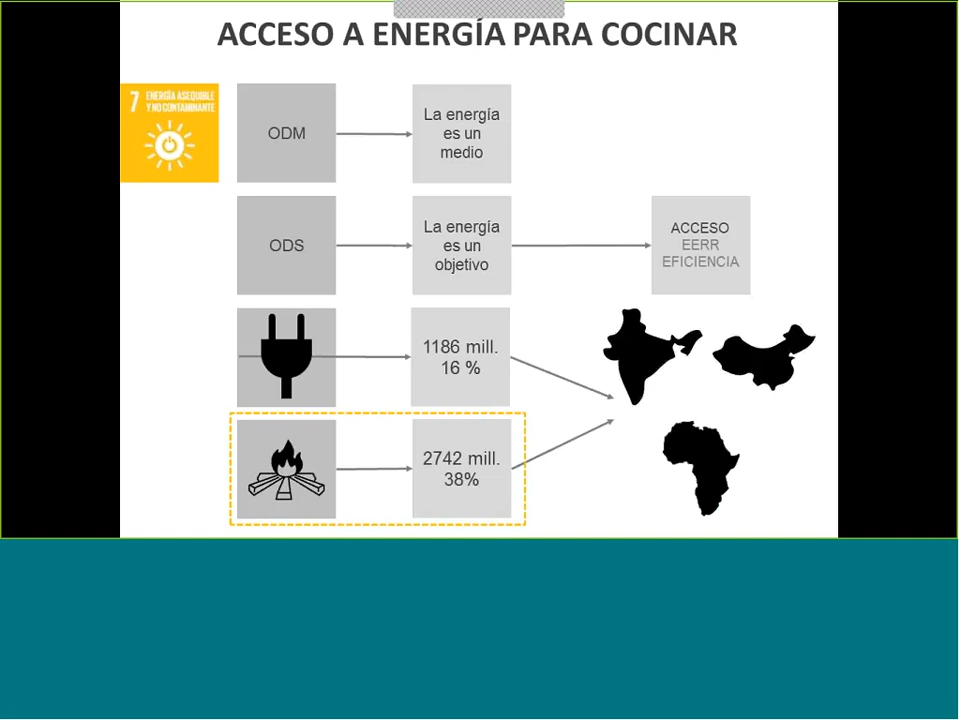 ACCESO A ENERGÍA PARA COCINAR
7 ENERGÍA ASEQUIBLE
Y NO CONTAMINANTE
ODM
La energía
es un
medio
ODS
La energía
es un
objetivo
ACCESO
EERR
EFICIENCIA
1186 mill.
16 %
2742 mill.
38%